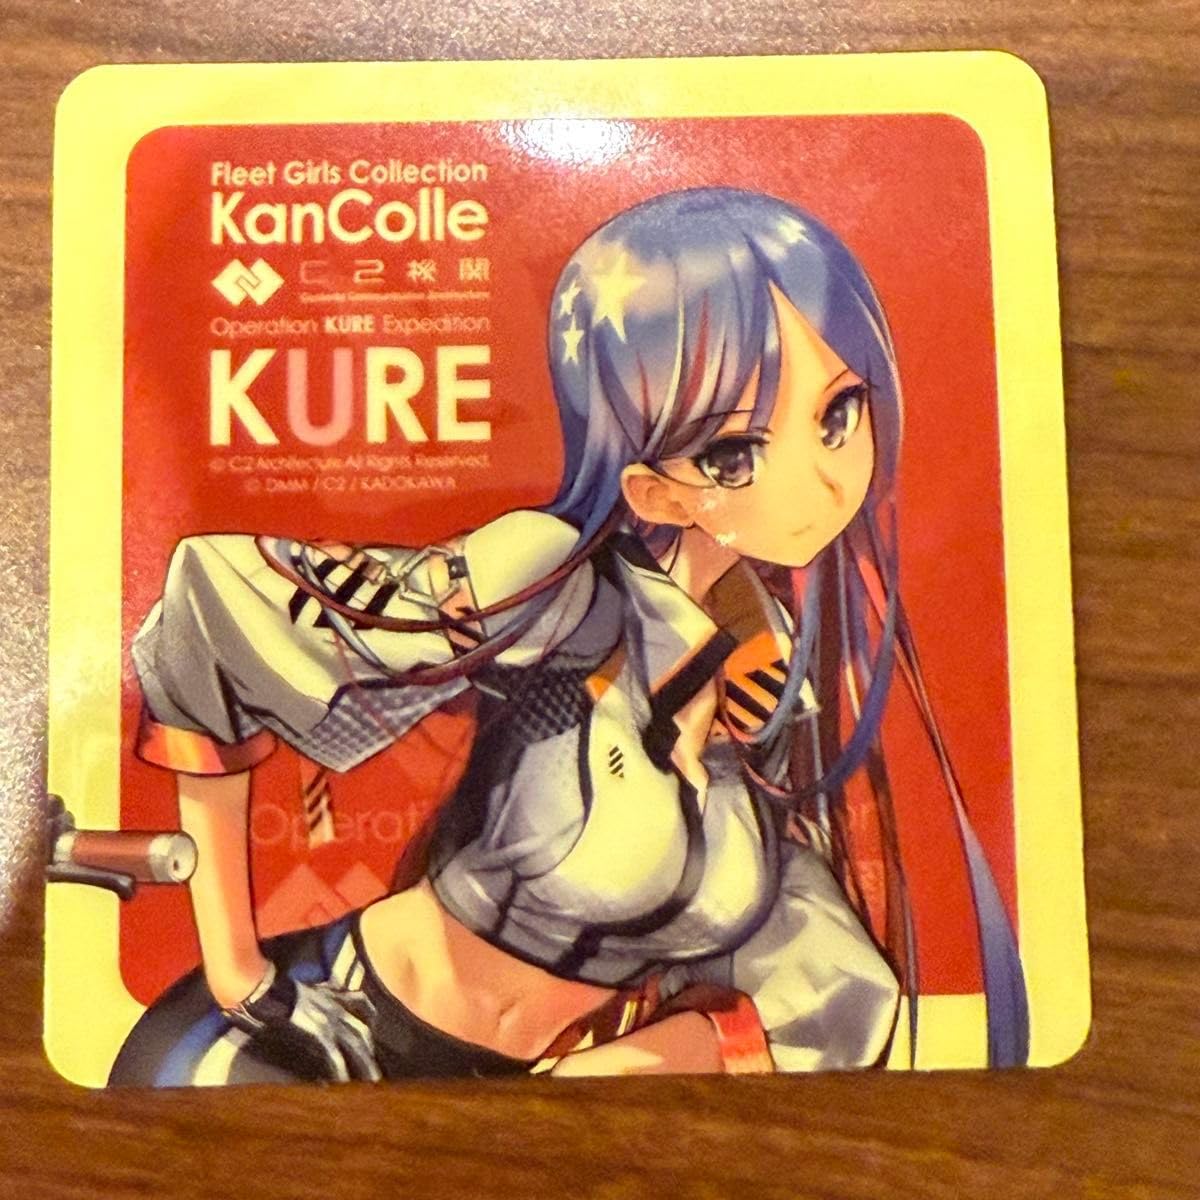 Fleet Girls Collection
KanColle
C2機関
Operation KURE Expedition
KURE
© C2 Architecture All Rights Reserved.
© DMM / C2 / KADOKAWA
Operati